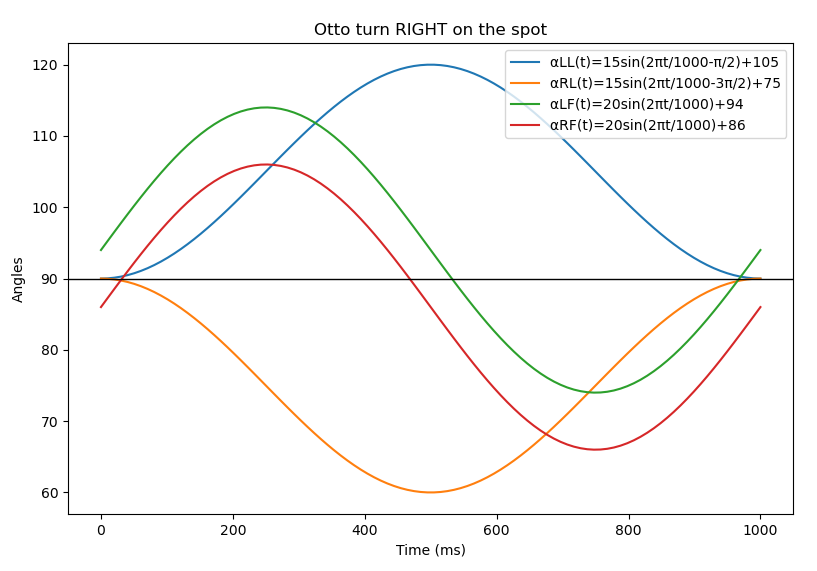 Otto turn RIGHT on the spot
αLL(t)=15sin(2πt/1000-π/2)+105
αRL(t)=15sin(2πt/1000-3π/2)+75
αLF(t)=20sin(2πt/1000)+94
αRF(t)=20sin(2πt/1000)+86
Angles
120
110
100
90
80
70
60
0 200 400 600 800 1000
Time (ms)